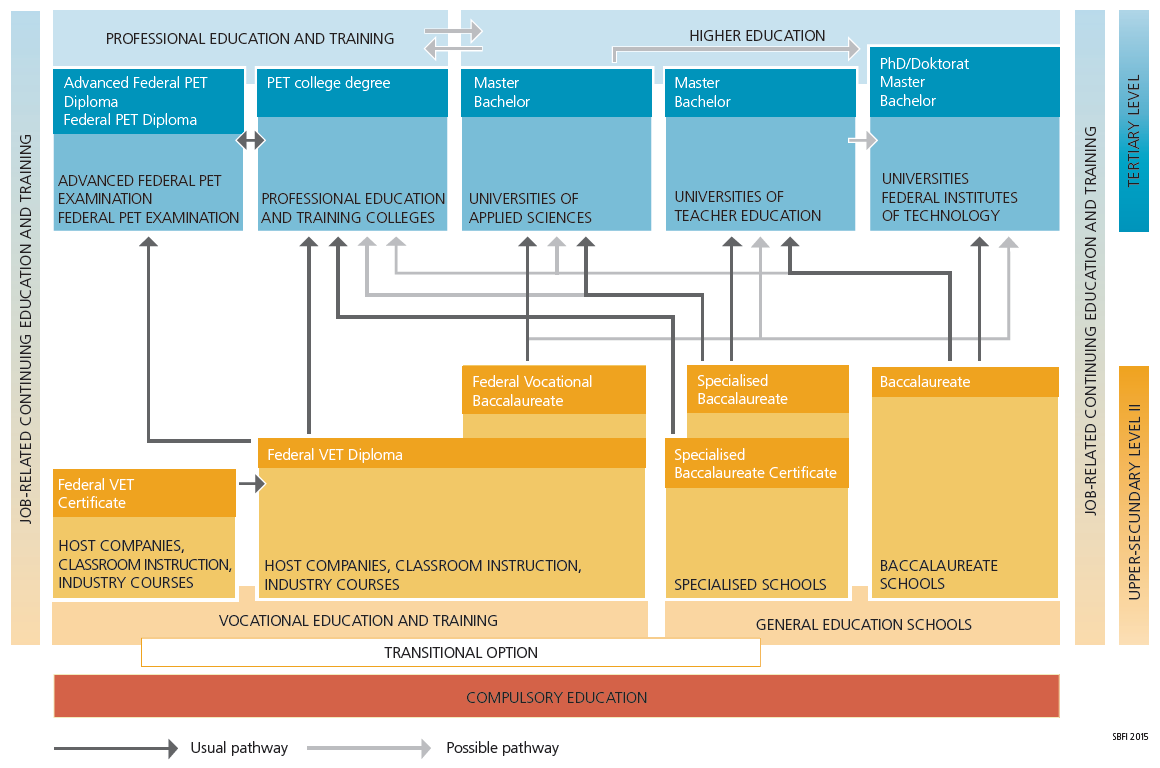 PROFESSIONAL EDUCATION AND TRAINING
HIGHER EDUCATION
Advanced Federal PET
Diploma
Federal PET Diploma
PET college degree
Master
Bachelor
Master
Bachelor
PhD/Doktorat
Master
Bachelor
ADVANCED FEDERAL PET
EXAMINATION
FEDERAL PET EXAMINATION
PROFESSIONAL EDUCATION
AND TRAINING COLLEGES
UNIVERSITIES OF
APPLIED SCIENCES
UNIVERSITIES OF
TEACHER EDUCATION
UNIVERSITIES
FEDERAL INSTITUTES
OF TECHNOLOGY
JOB-RELATED CONTINUING EDUCATION AND TRAINING
JOB-RELATED CONTINUING EDUCATION AND TRAINING
TERTIARY LEVEL
UPPER-SECUNDARY LEVEL II
Federal Vocational
Baccalaureate
Specialised
Baccalaureate
Baccalaureate
Federal VET Diploma
Specialised
Baccalaureate Certificate
Federal VET
Certificate
HOST COMPANIES,
CLASSROOM INSTRUCTION,
INDUSTRY COURSES
HOST COMPANIES, CLASSROOM INSTRUCTION,
INDUSTRY COURSES
SPECIALISED SCHOOLS
BACCALAUREATE
SCHOOLS
VOCATIONAL EDUCATION AND TRAINING
GENERAL EDUCATION SCHOOLS
TRANSITIONAL OPTION
COMPULSORY EDUCATION
Usual pathway
Possible pathway
SBFI 2015